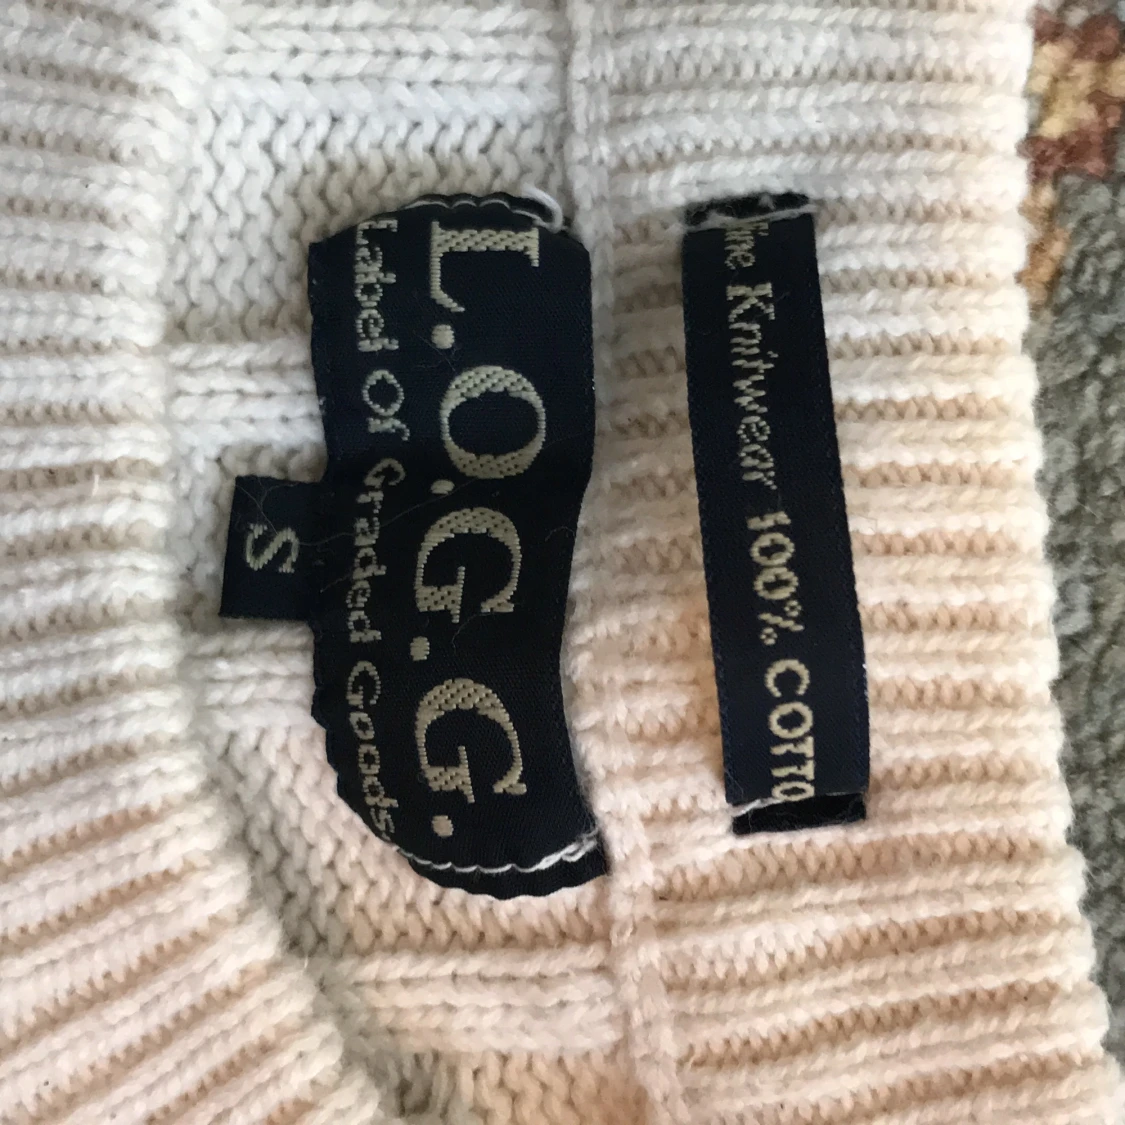 L.O.G.G.
Label Of Graded Goods
S
Knitwear 100% COTTO